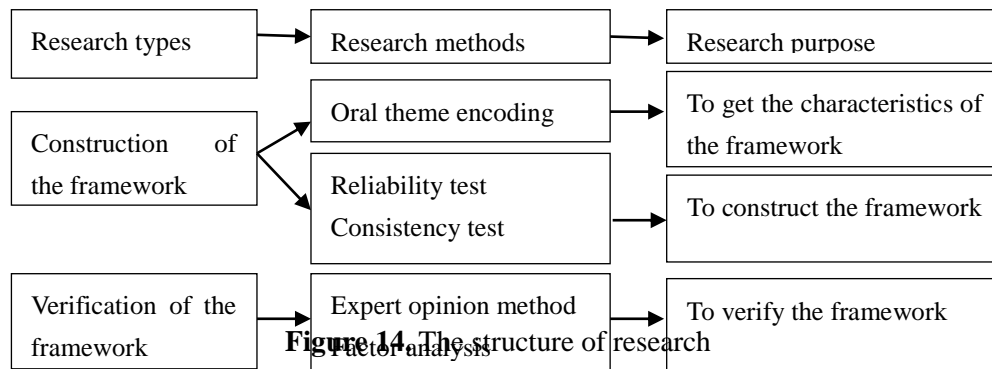 Research types
Research methods
Research purpose
Construction of
the framework
Oral theme encoding
To get the characteristics of
the framework
Reliability test
Consistency test
To construct the framework
Verification of the
framework
Expert opinion method
Factor analysis
To verify the framework
Figure 14. The structure of research